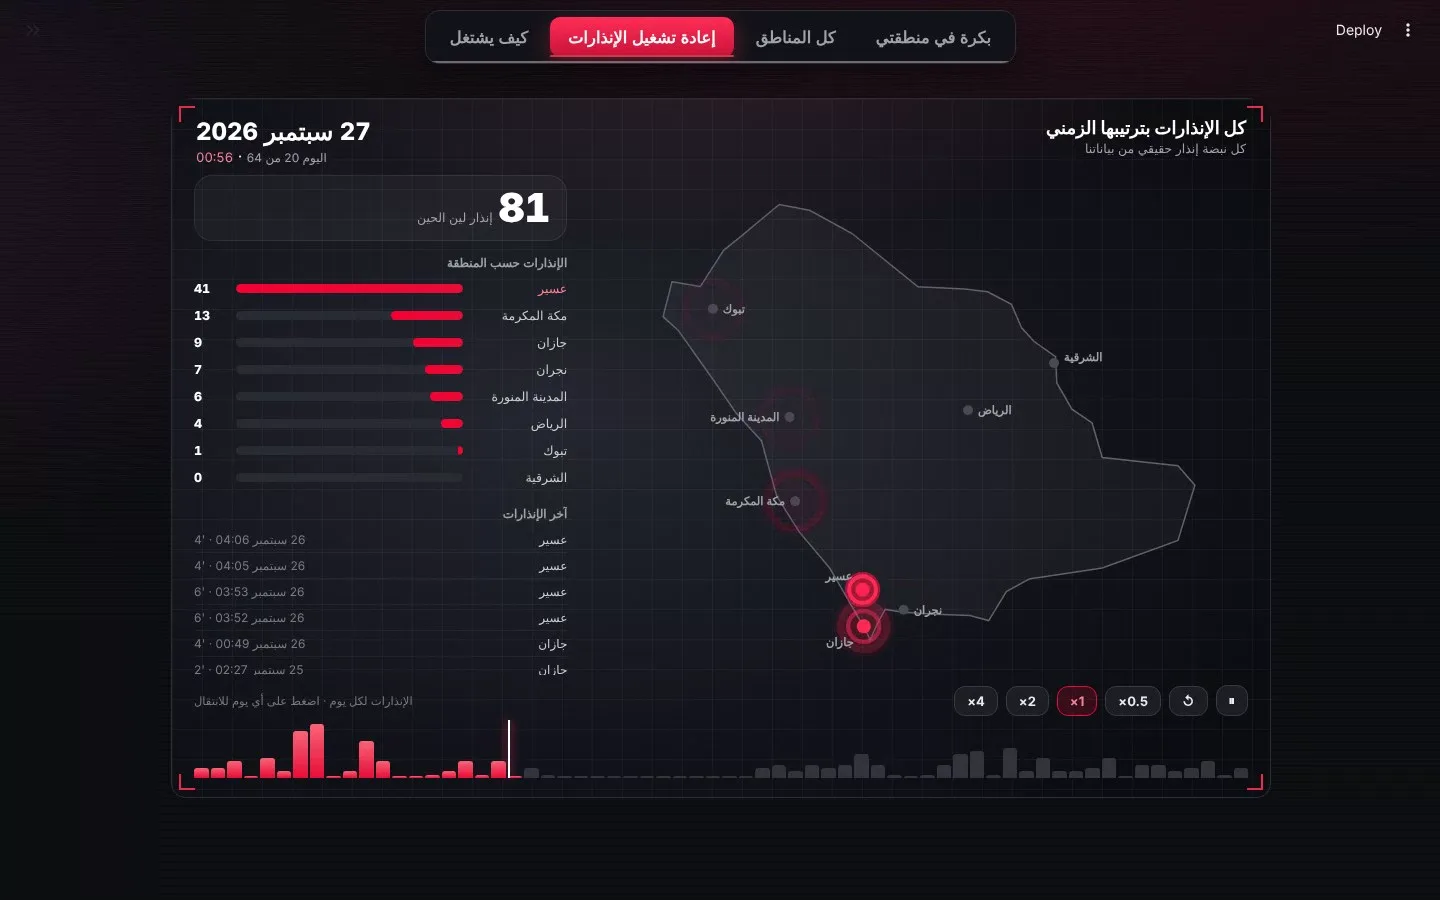 بكرة في منطقتي
كل المناطق
إعادة تشغيل الإنذارات
كيف يشتغل
Deploy
كل الإنذارات بترتيبها الزمني
كل نبضة إنذار حقيقي من بياناتنا
27 سبتمبر 2026
اليوم 20 من 64 · 00:56
81 إنذار لين الحين
الإنذارات حسب المنطقة
عسير 41
مكة المكرمة 13
جازان 9
نجران 7
المدينة المنورة 6
الرياض 4
تبوك 1
الشرقية 0
آخر الإنذارات
عسير 26 سبتمبر 04:06 · 4'
عسير 26 سبتمبر 04:05 · 4'
عسير 26 سبتمبر 03:53 · 6'
عسير 26 سبتمبر 03:52 · 6'
جازان 26 سبتمبر 00:49 · 4'
جازان 25 سبتمبر 02:27 · 2'
تبوك
الشرقية
الرياض
المدينة المنورة
مكة المكرمة
عسير
نجران
جازان
الإنذارات لكل يوم · اضغط على أي يوم للانتقال
×0.5
×1
×2
×4